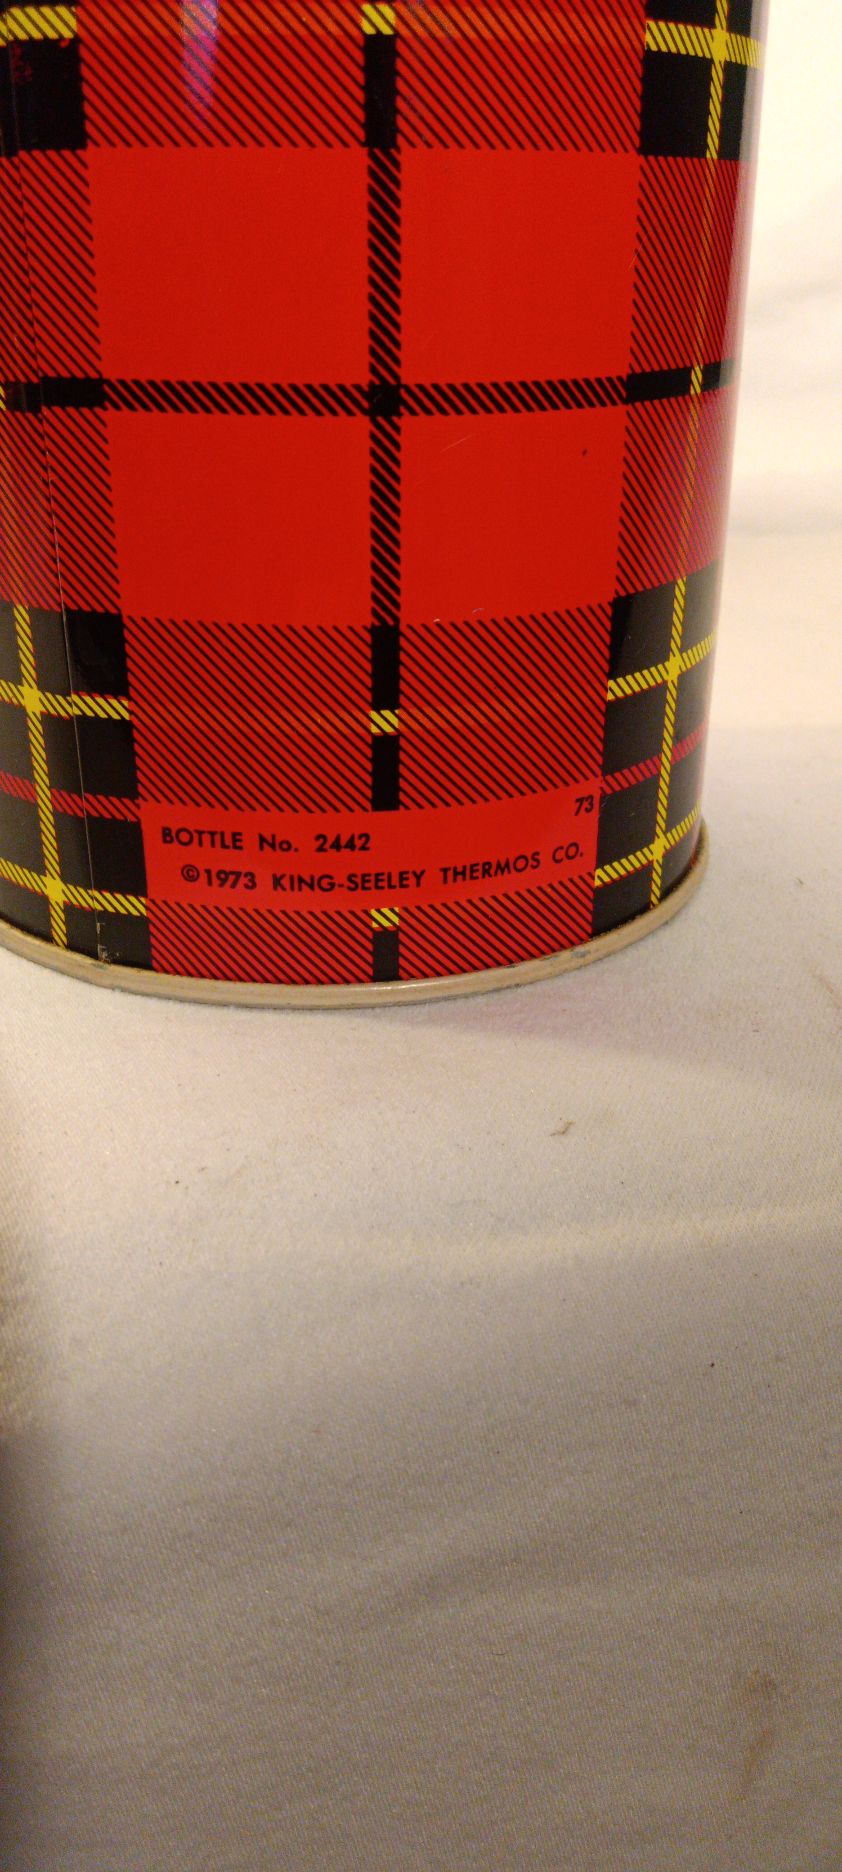 73
BOTTLE No. 2442
©1973 KING-SEELEY THERMOS CO.